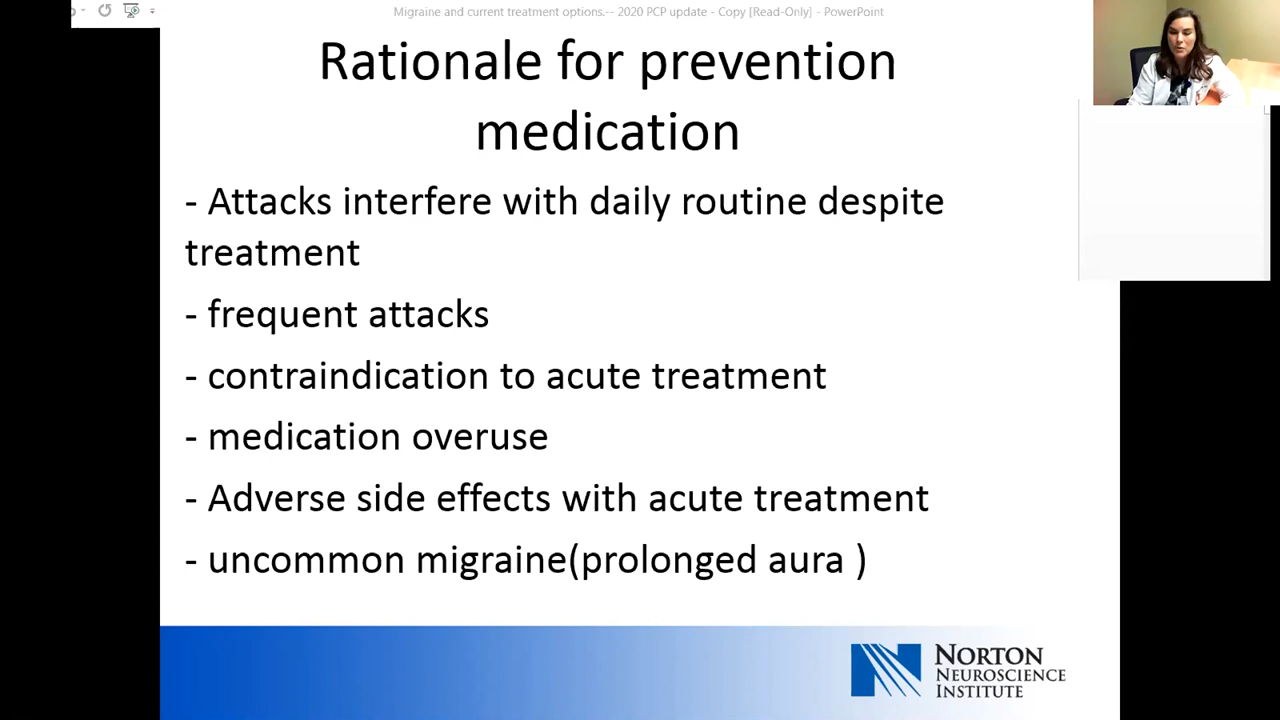 Migraine and current treatment options.-- 2020 PCP update - Copy [Read-Only] - PowerPoint
Rationale for prevention
medication
- Attacks interfere with daily routine despite
treatment
- frequent attacks
- contraindication to acute treatment
- medication overuse
- Adverse side effects with acute treatment
- uncommon migraine(prolonged aura )
NORTON
NEUROSCIENCE
INSTITUTE